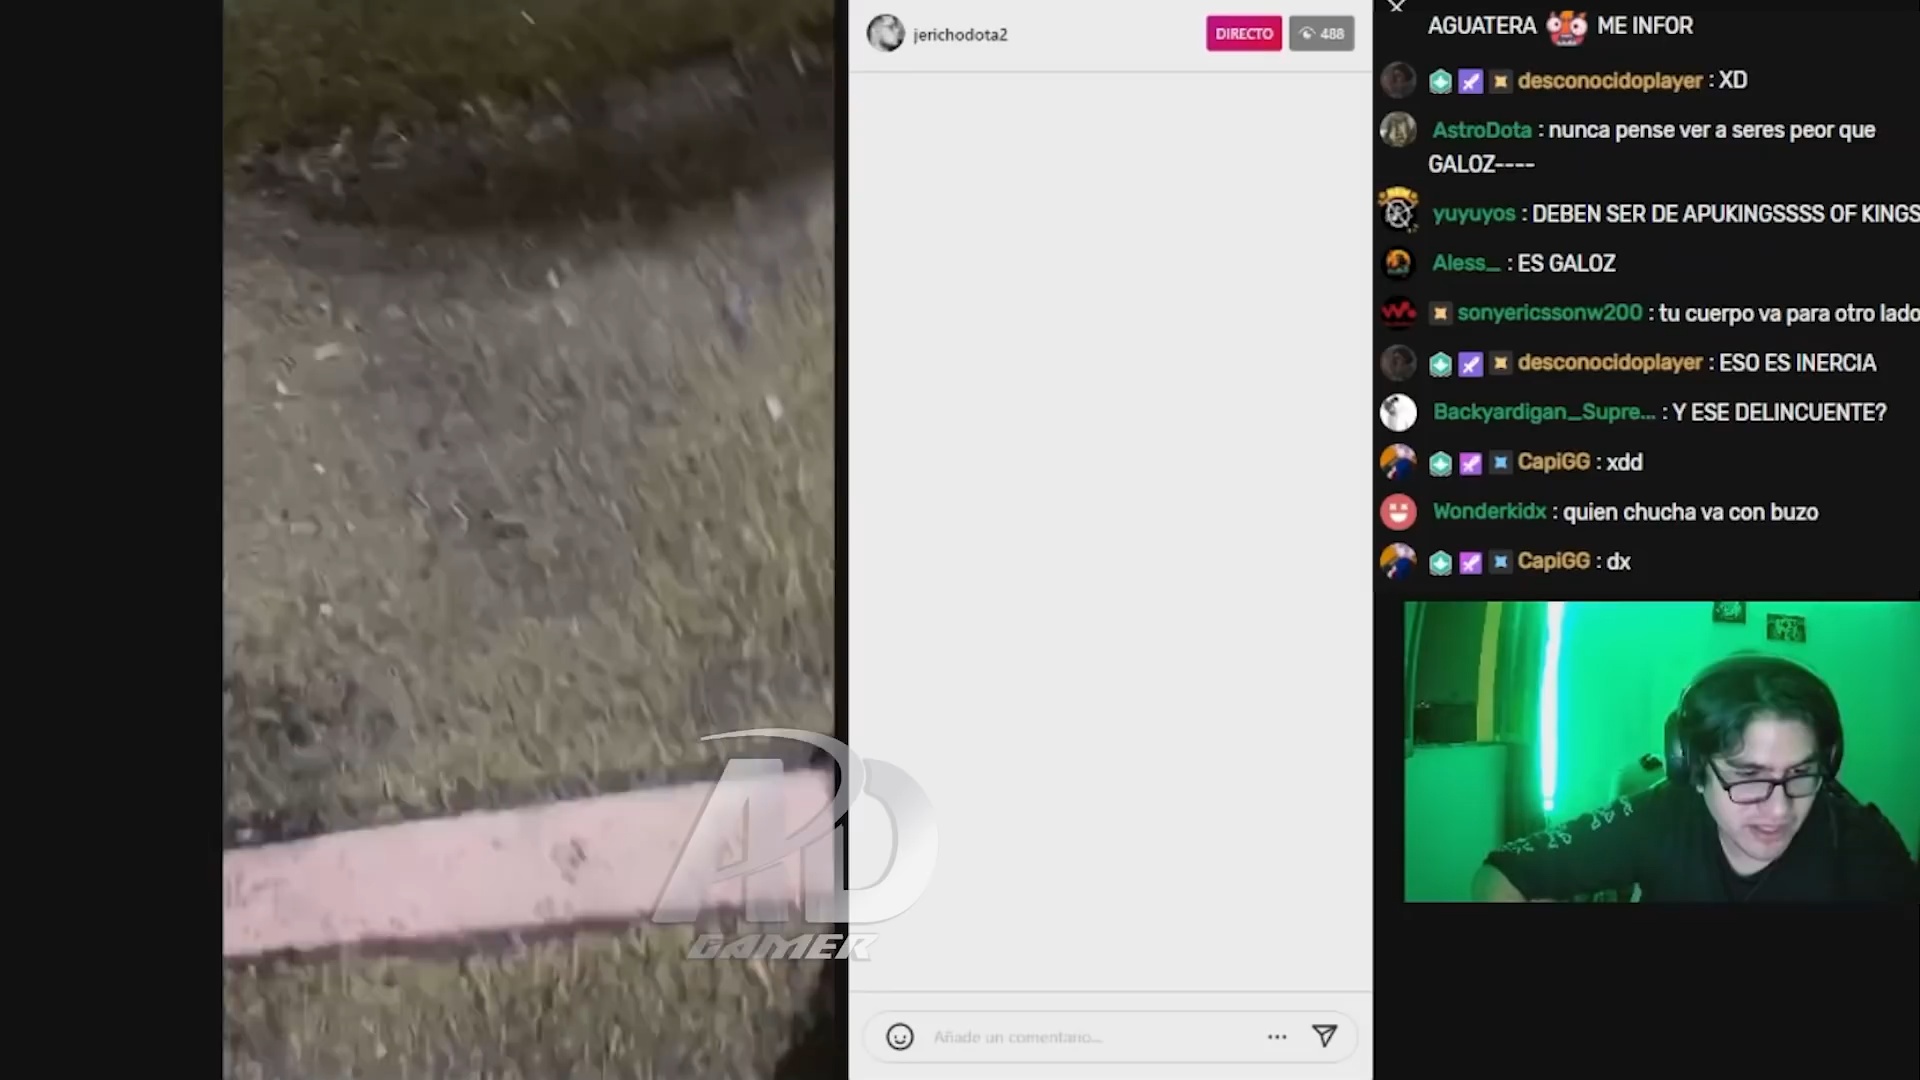 jerichodota2
DIRECTO
488
AGUATERA ME INFOR
desconocidoplayer : XD
AstroDota : nunca pense ver a seres peor que
GALOZ----
yuyuyos : DEBEN SER DE APUKINGSSSS OF KINGS
Aless_ : ES GALOZ
sonyericssonw200 : tu cuerpo va para otro lado
desconocidoplayer : ESO ES INERCIA
Backyardigan_Supre... : Y ESE DELINCUENTE?
CapiGG : xdd
Wonderkidx : quien chucha va con buzo
CapiGG : dx
AD
GAMER
Añade un comentario...